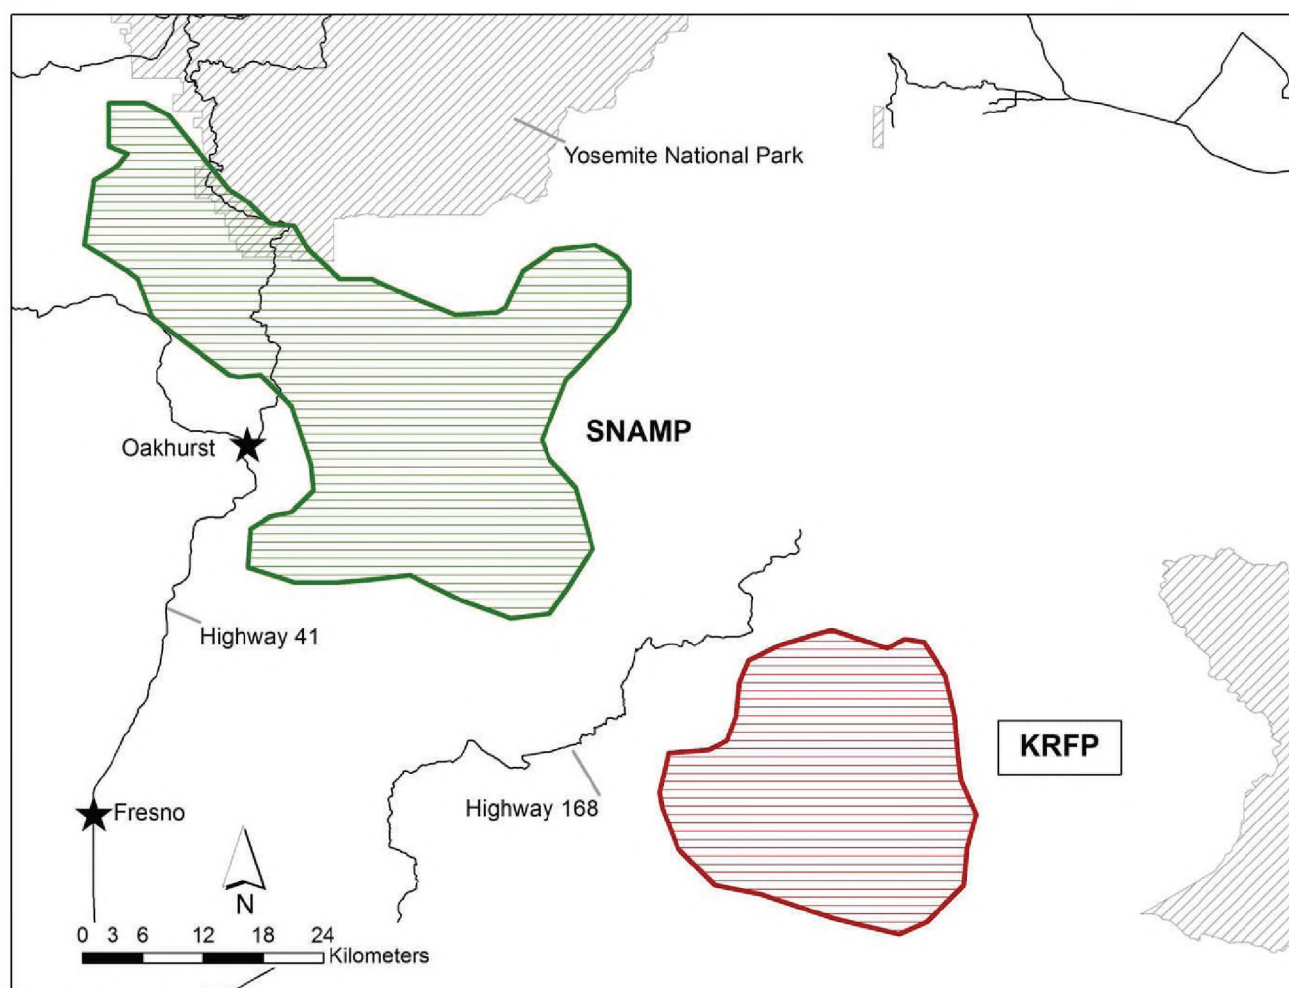 Yosemite National Park
SNAMP
Oakhurst
Highway 41
KRFP
Highway 168
Fresno
N
0 3 6 12 18 24
Kilometers